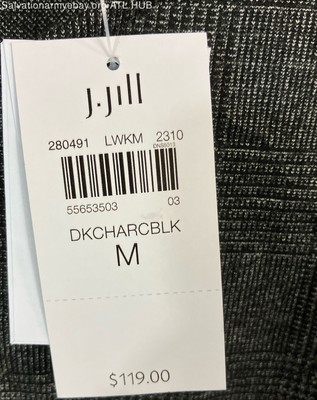 Salvationarmyebay.org ATL HUB
J.Jill
280491 LWKM 2310
55653503 03
DKCHARCBLK
M
$119.00